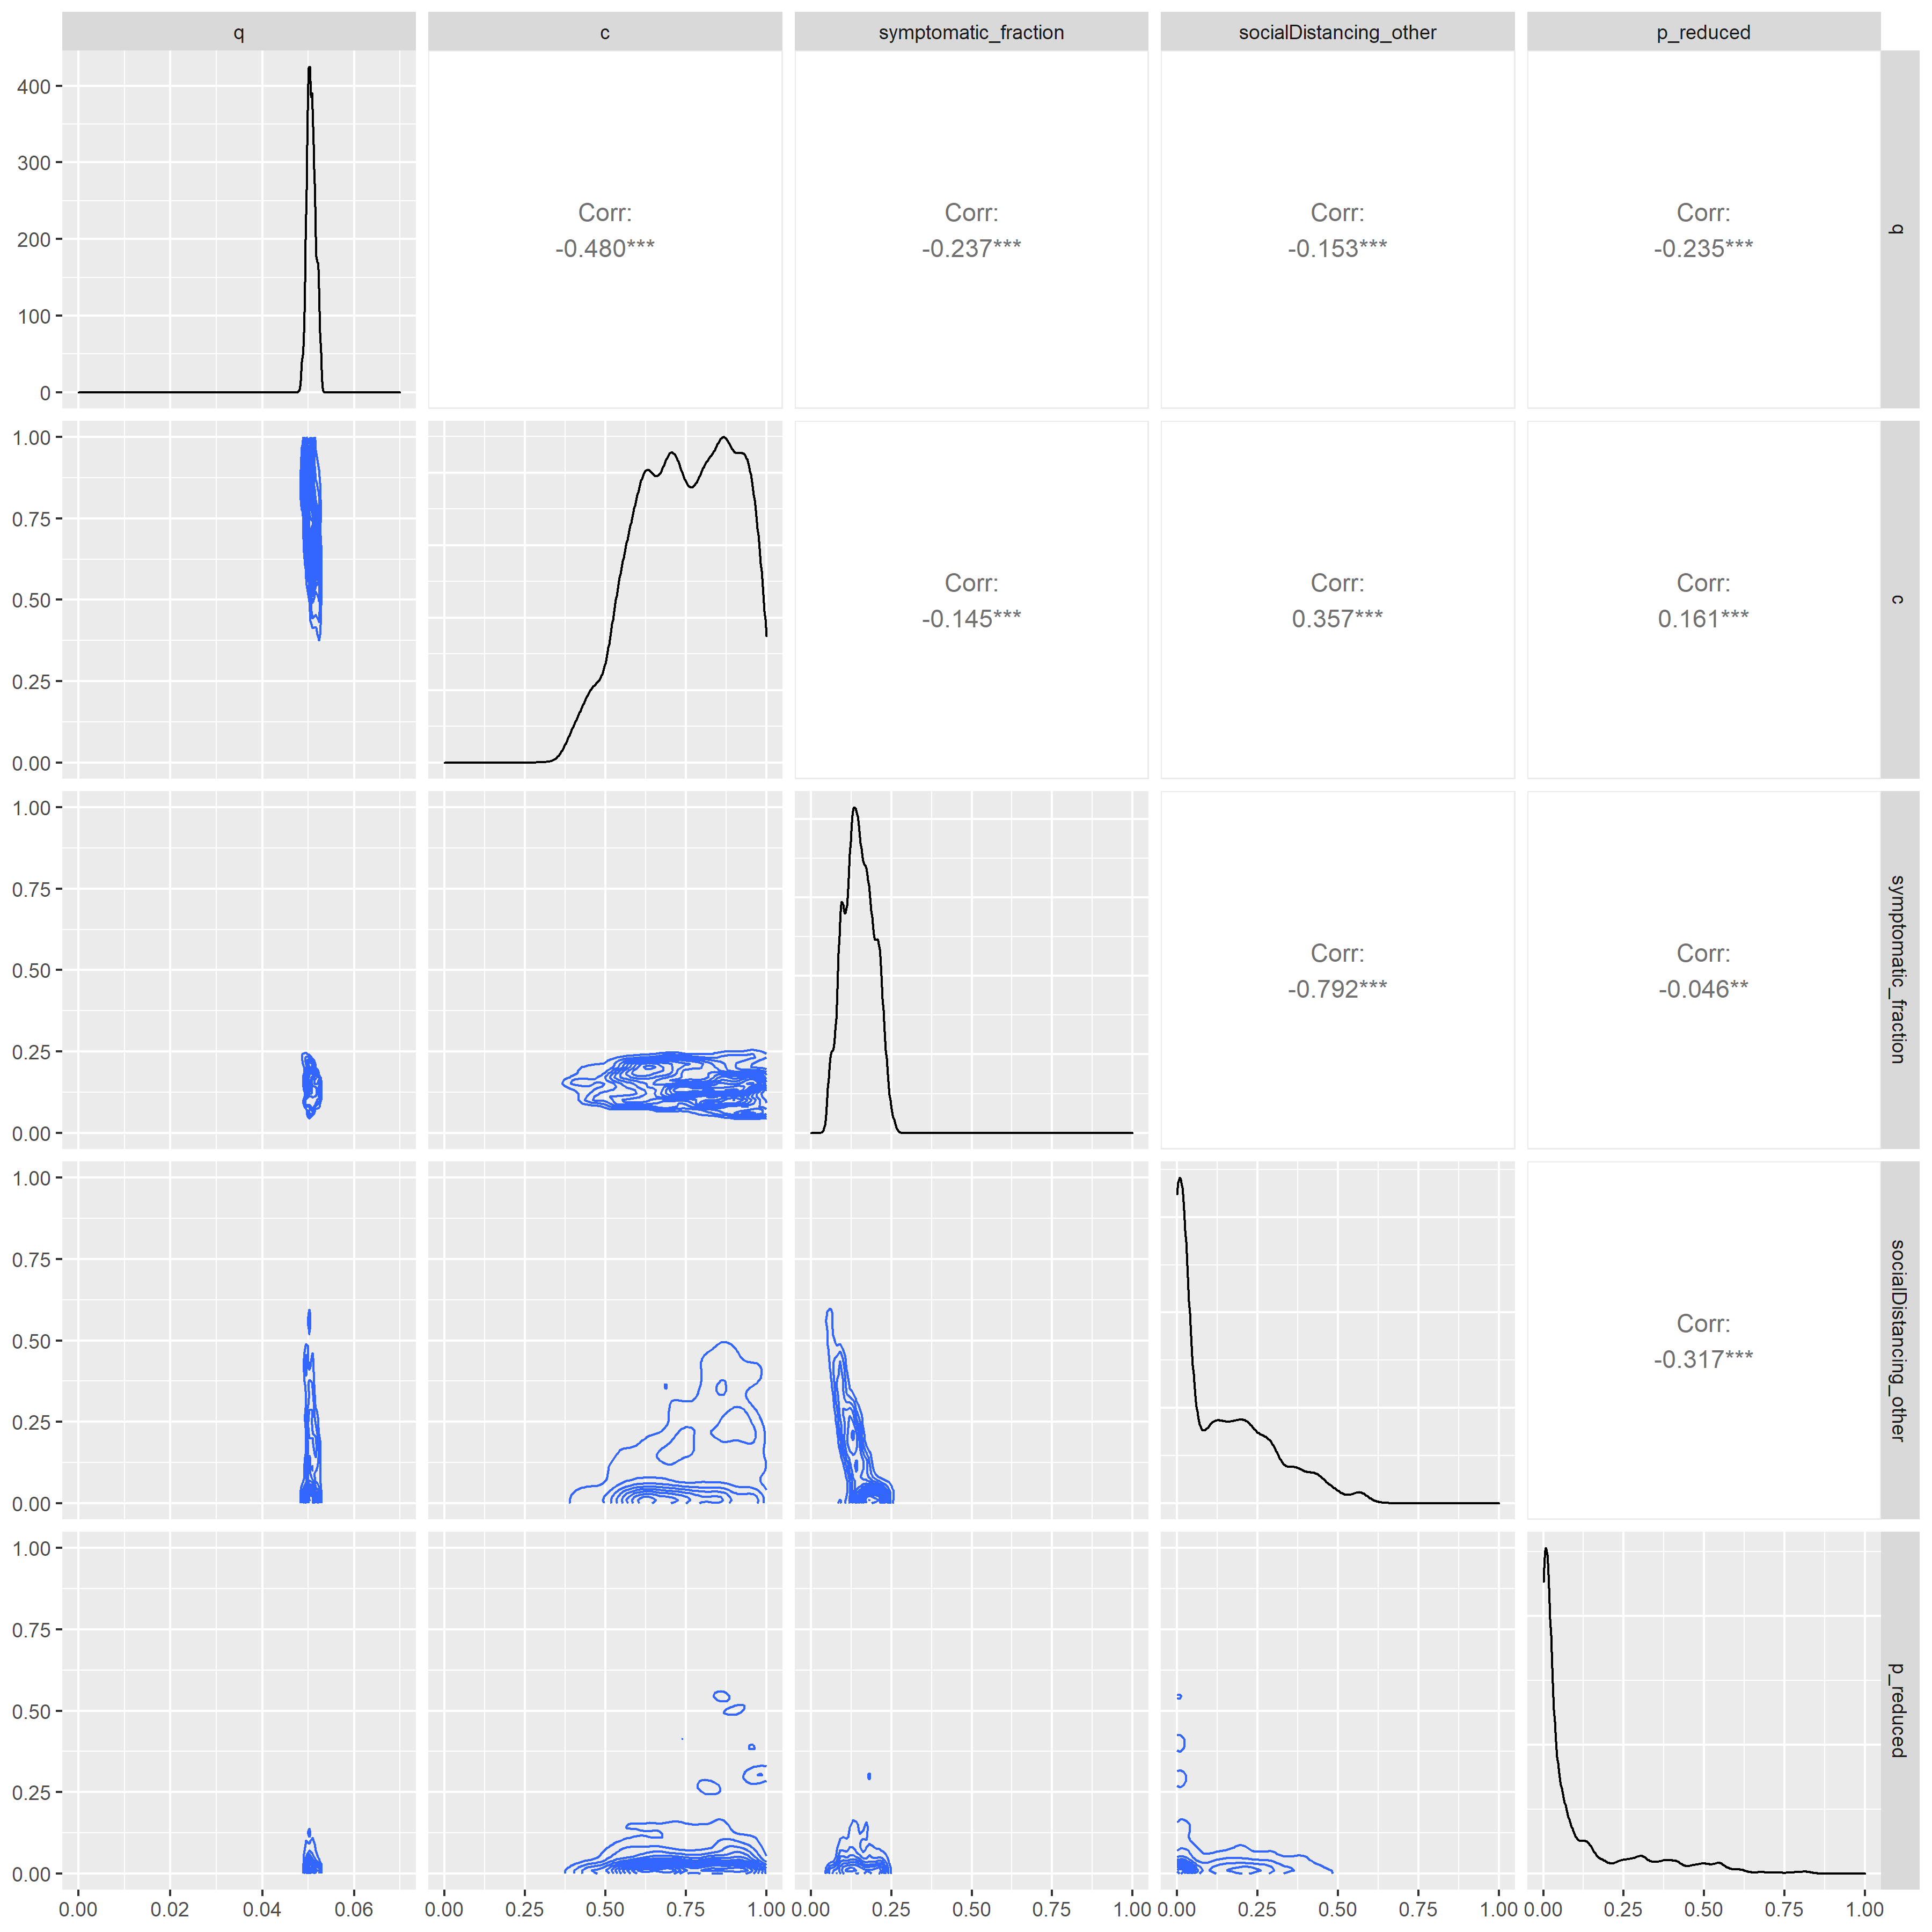 q
c
symptomatic_fraction
socialDistancing_other
p_reduced
400
300
200
100
0
Corr:
-0.480***
Corr:
-0.237***
Corr:
-0.153***
Corr:
-0.235***
q
1.00
0.75
0.50
0.25
0.00
Corr:
-0.145***
Corr:
0.357***
Corr:
0.161***
c
1.00
0.75
0.50
0.25
0.00
Corr:
-0.792***
Corr:
-0.046**
symptomatic_fraction
1.00
0.75
0.50
0.25
0.00
Corr:
-0.317***
socialDistancing_other
1.00
0.75
0.50
0.25
0.00
p_reduced
0.00 0.02 0.04 0.06
0.00 0.25 0.50 0.75 1.00
0.00 0.25 0.50 0.75 1.00
0.00 0.25 0.50 0.75 1.00
0.00 0.25 0.50 0.75 1.00